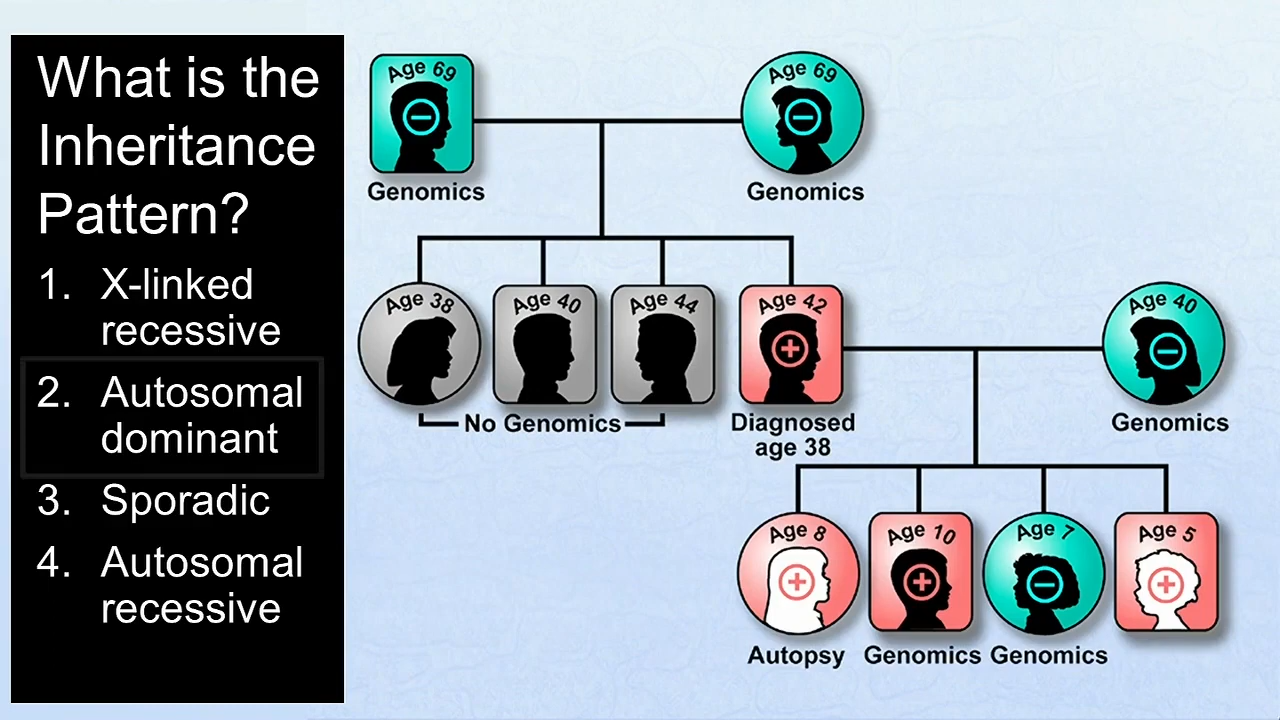 What is the
Inheritance
Pattern?
1. X-linked
recessive
2. Autosomal
dominant
3. Sporadic
4. Autosomal
recessive
Age 69
Age 69
Genomics
Genomics
Age 38
Age 40
Age 44
Age 42
Age 40
No Genomics
Diagnosed
age 38
Genomics
Age 8
Age 10
Age 7
Age 5
Autopsy
Genomics
Genomics